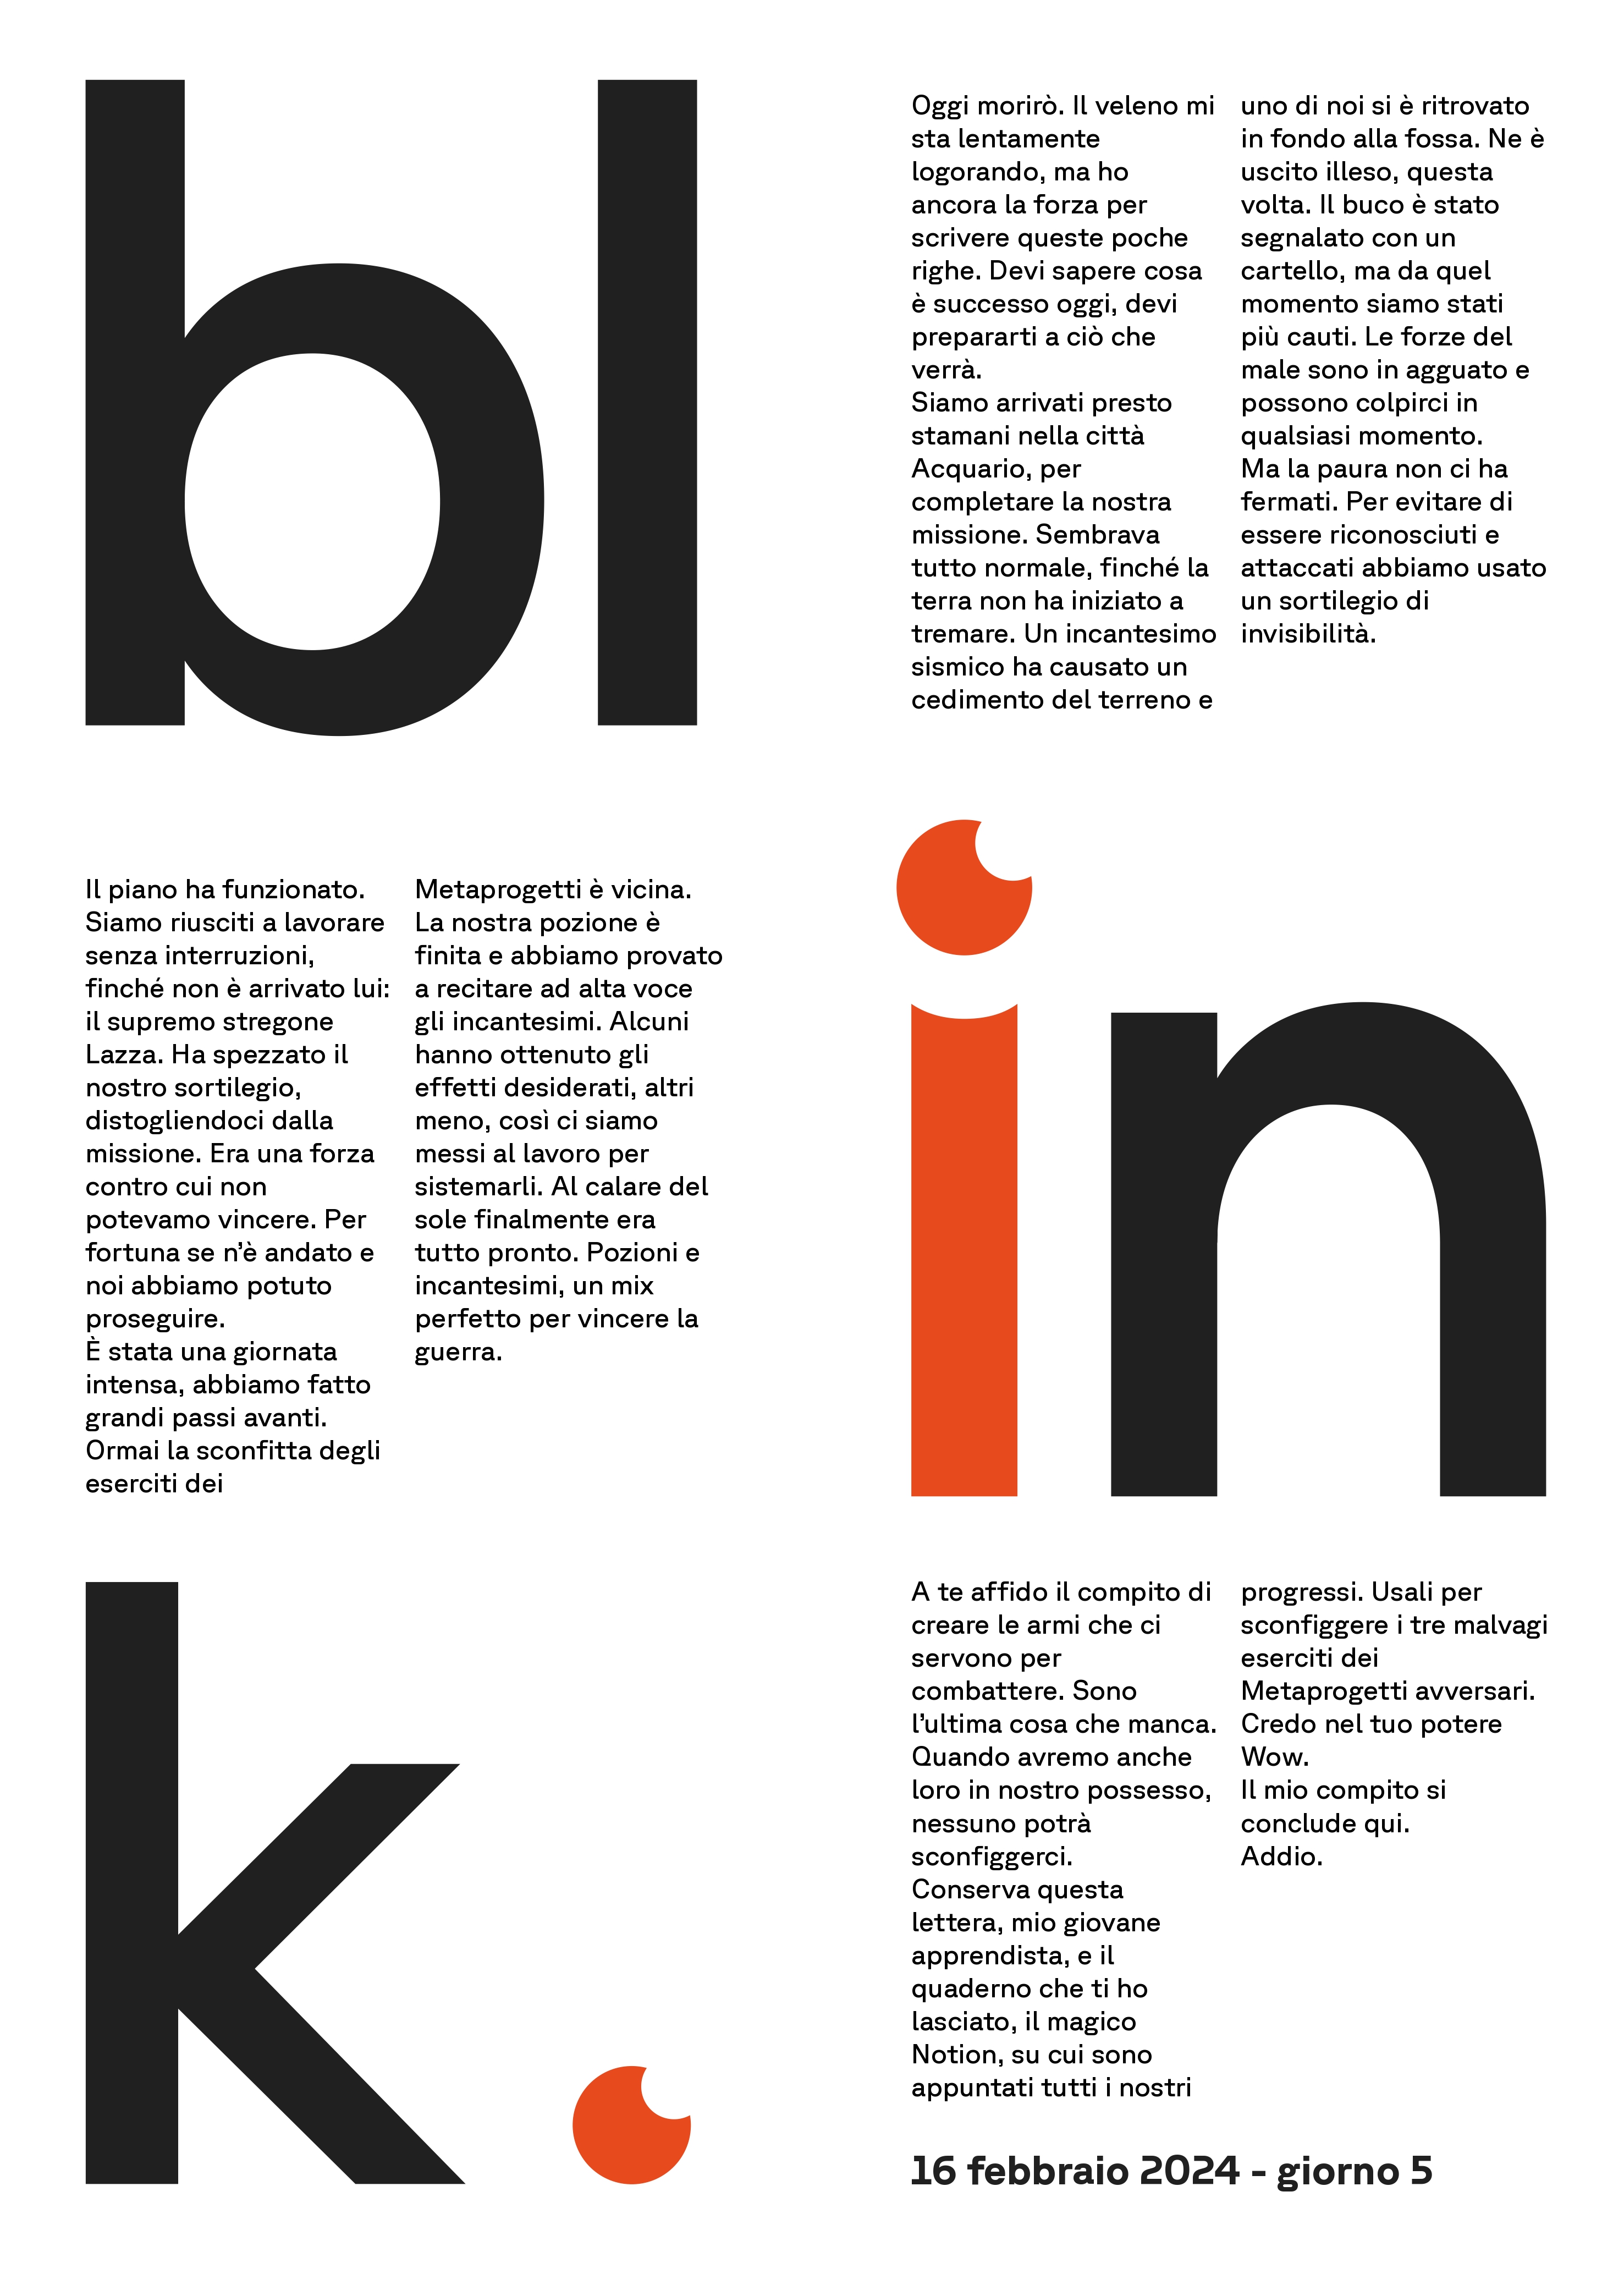 bl
Oggi morirò. Il veleno mi
sta lentamente
logorando, ma ho
ancora la forza per
scrivere queste poche
righe. Devi sapere cosa
è successo oggi, devi
prepararti a ciò che
verrà.
Siamo arrivati presto
stamani nella città
Acquario, per
completare la nostra
missione. Sembrava
tutto normale, finché la
terra non ha iniziato a
tremare. Un incantesimo
sismico ha causato un
cedimento del terreno e
uno di noi si è ritrovato
in fondo alla fossa. Ne è
uscito illeso, questa
volta. Il buco è stato
segnalato con un
cartello, ma da quel
momento siamo stati
più cauti. Le forze del
male sono in agguato e
possono colpirci in
qualsiasi momento.
Ma la paura non ci ha
fermati. Per evitare di
essere riconosciuti e
attaccati abbiamo usato
un sortilegio di
invisibilità.
Il piano ha funzionato.
Siamo riusciti a lavorare
senza interruzioni,
finché non è arrivato lui:
il supremo stregone
Lazza. Ha spezzato il
nostro sortilegio,
distogliendoci dalla
missione. Era una forza
contro cui non
potevamo vincere. Per
fortuna se n’è andato e
noi abbiamo potuto
proseguire.
È stata una giornata
intensa, abbiamo fatto
grandi passi avanti.
Ormai la sconfitta degli
eserciti dei
Metaprogetti è vicina.
La nostra pozione è
finita e abbiamo provato
a recitare ad alta voce
gli incantesimi. Alcuni
hanno ottenuto gli
effetti desiderati, altri
meno, così ci siamo
messi al lavoro per
sistemarli. Al calare del
sole finalmente era
tutto pronto. Pozioni e
incantesimi, un mix
perfetto per vincere la
guerra.
in
k.
A te affido il compito di
creare le armi che ci
servono per
combattere. Sono
l’ultima cosa che manca.
Quando avremo anche
loro in nostro possesso,
nessuno potrà
sconfiggerci.
Conserva questa
lettera, mio giovane
apprendista, e il
quaderno che ti ho
lasciato, il magico
Notion, su cui sono
appuntati tutti i nostri
progressi. Usali per
sconfiggere i tre malvagi
eserciti dei
Metaprogetti avversari.
Credo nel tuo potere
Wow.
Il mio compito si
conclude qui.
Addio.
16 febbraio 2024 - giorno 5